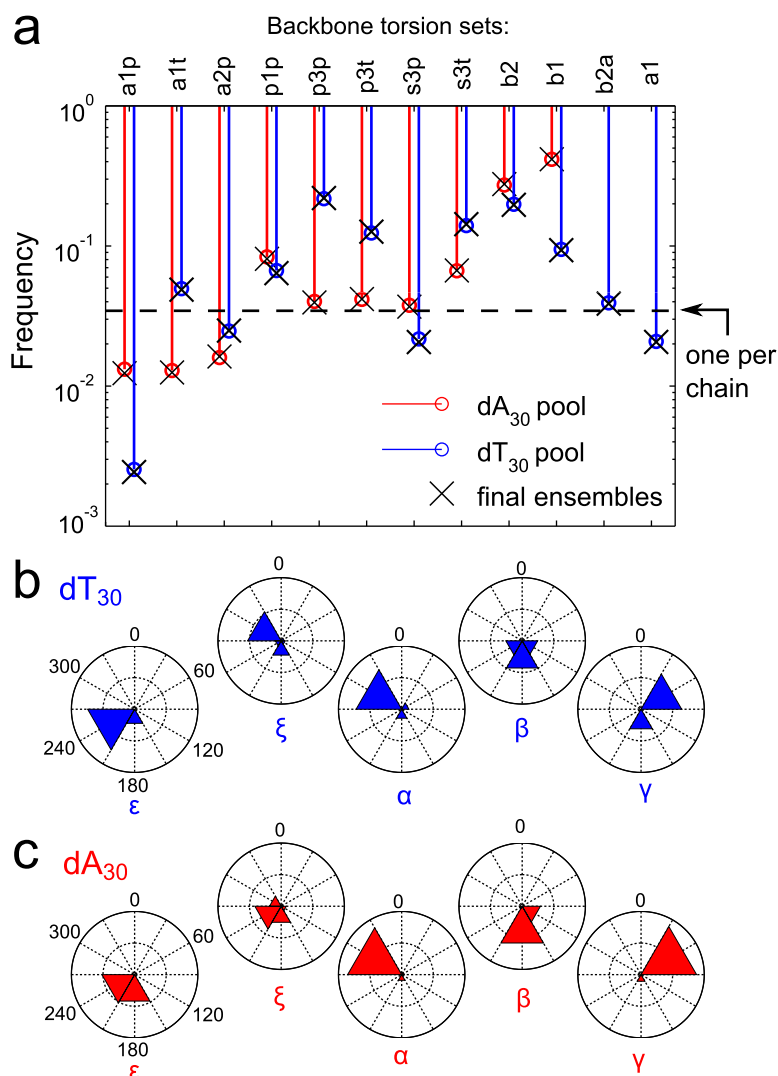 a
Backbone torsion sets:
a1p a1t a2p p1p p3p p3t s3p s3t b2 b1 b2a a1
10⁰
10⁻¹
10⁻²
10⁻³
Frequency
one per
chain
dA₃₀ pool
dT₃₀ pool
final ensembles
b
dT₃₀
0
0
0
0
0
300
60
240
120
180
ε
ξ
α
β
γ
c
dA₃₀
0
0
0
0
0
300
60
240
120
180
ε
ξ
α
β
γ